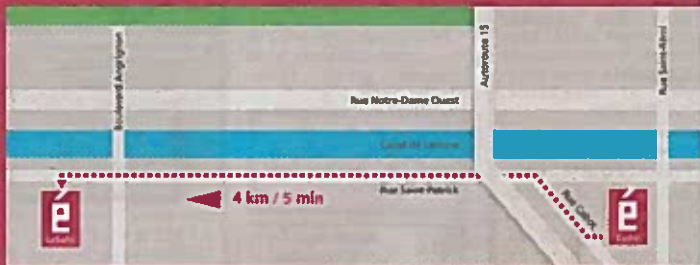 Boulevard Angrignon
Autoroute 15
Rue Saint-Rémi
Rue Notre-Dame Ouest
Canal de Lachine
Rue Saint-Patrick
4 km / 5 min
Rue Cabot
é
LaSalle
é